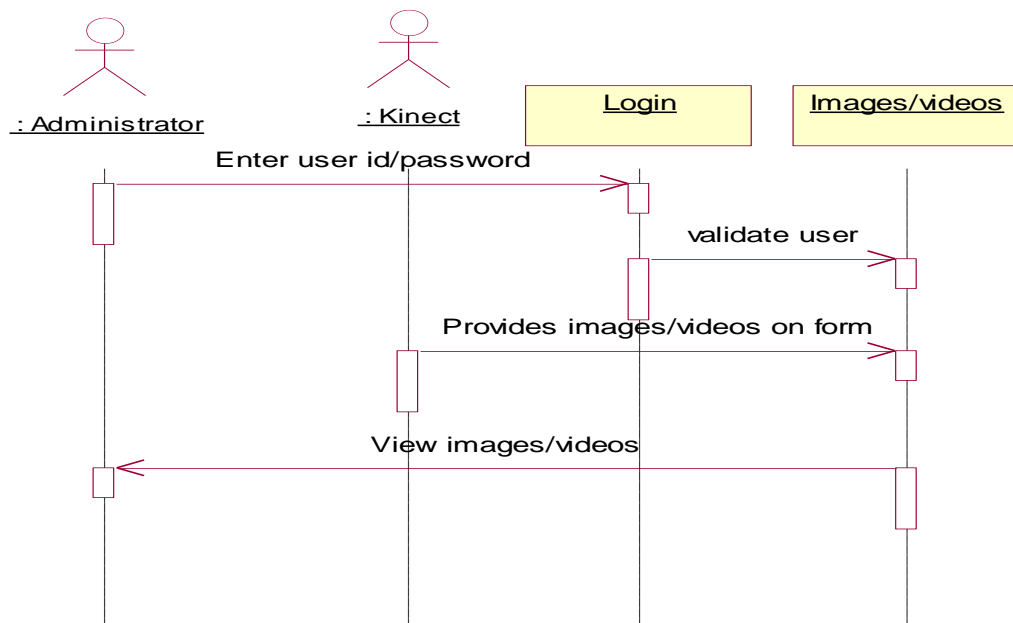 : Administrator
: Kinect
Login
Images/videos
Enter user id/password
validate user
Provides images/videos on form
View images/videos